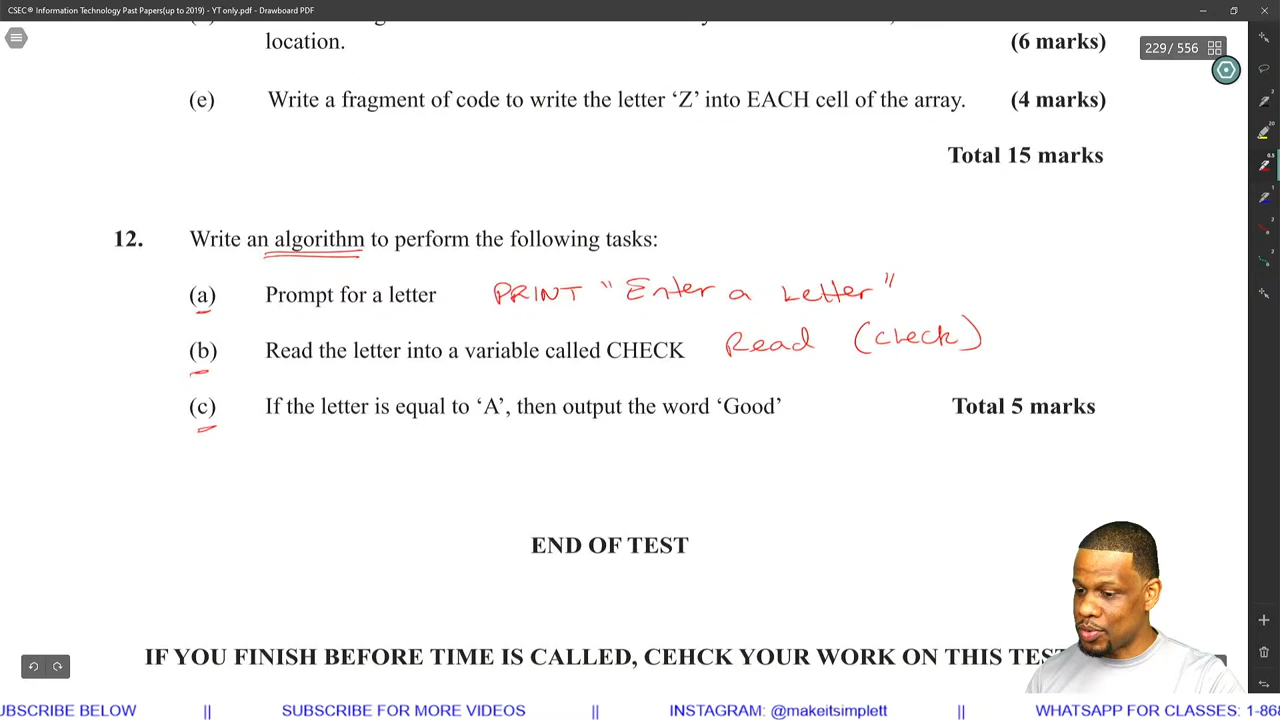 CSEC® Information Technology Past Papers(up to 2019) - YT only.pdf - Drawboard PDF
229 / 556
location. (6 marks)
(e) Write a fragment of code to write the letter ‘Z’ into EACH cell of the array. (4 marks)
Total 15 marks
12. Write an algorithm to perform the following tasks:
(a) Prompt for a letter PRINT "Enter a Letter"
(b) Read the letter into a variable called CHECK Read (check)
(c) If the letter is equal to ‘A’, then output the word ‘Good’ Total 5 marks
END OF TEST
IF YOU FINISH BEFORE TIME IS CALLED, CEHCK YOUR WORK ON THIS TEST
UBSCRIBE BELOW || SUBSCRIBE FOR MORE VIDEOS || INSTAGRAM: @makeitsimplett || WHATSAPP FOR CLASSES: 1-868